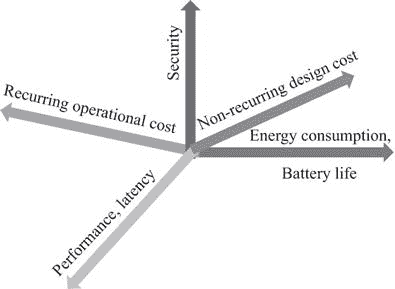 Security
Non-recurring design cost
Recurring operational cost
Energy consumption,
Battery life
Performance, latency